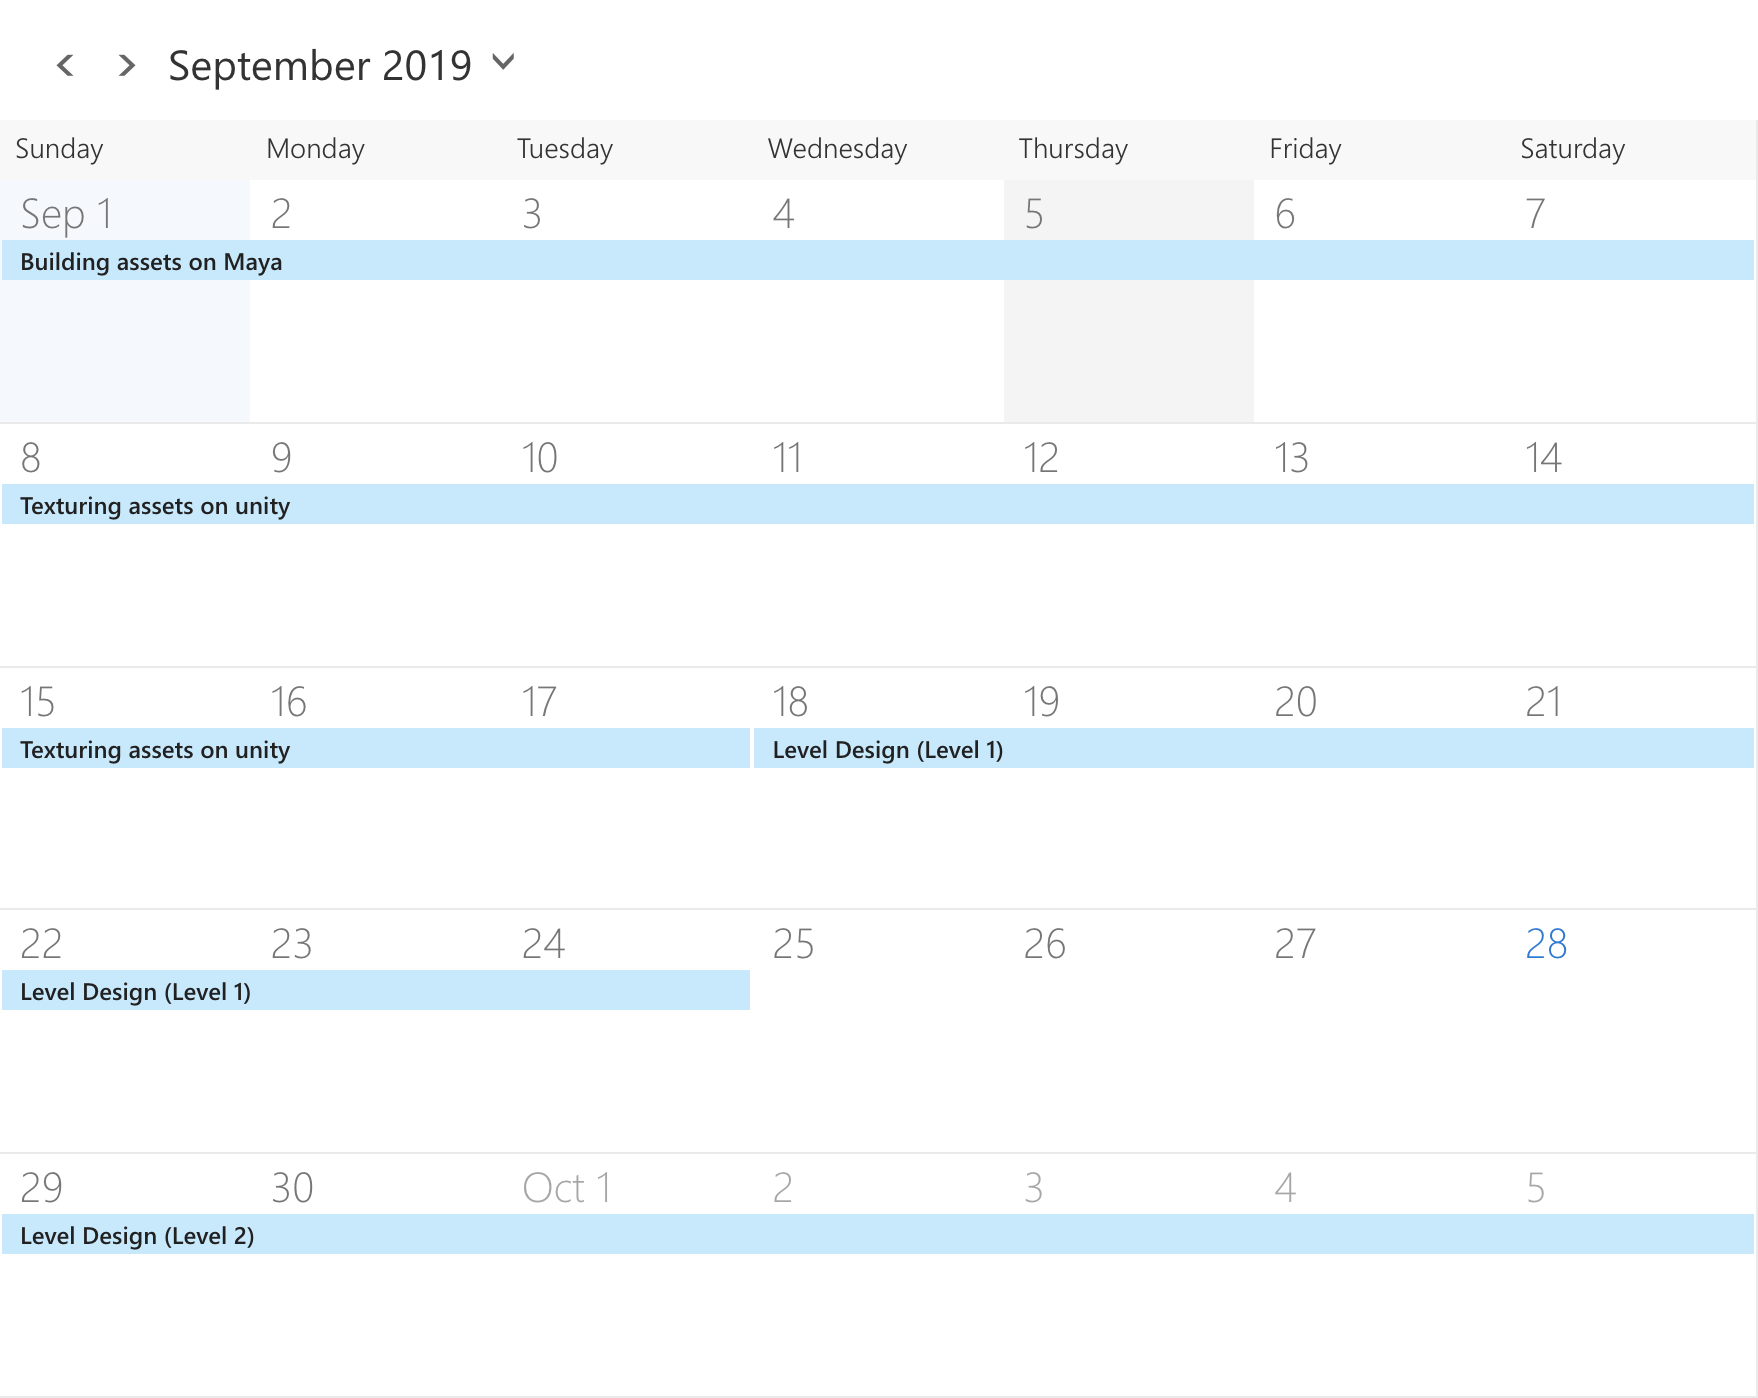 September 2019
Sunday Monday Tuesday Wednesday Thursday Friday Saturday
Sep 1 2 3 4 5 6 7
Building assets on Maya
8 9 10 11 12 13 14
Texturing assets on unity
15 16 17 18 19 20 21
Texturing assets on unity Level Design (Level 1)
22 23 24 25 26 27 28
Level Design (Level 1)
29 30 Oct 1 2 3 4 5
Level Design (Level 2)